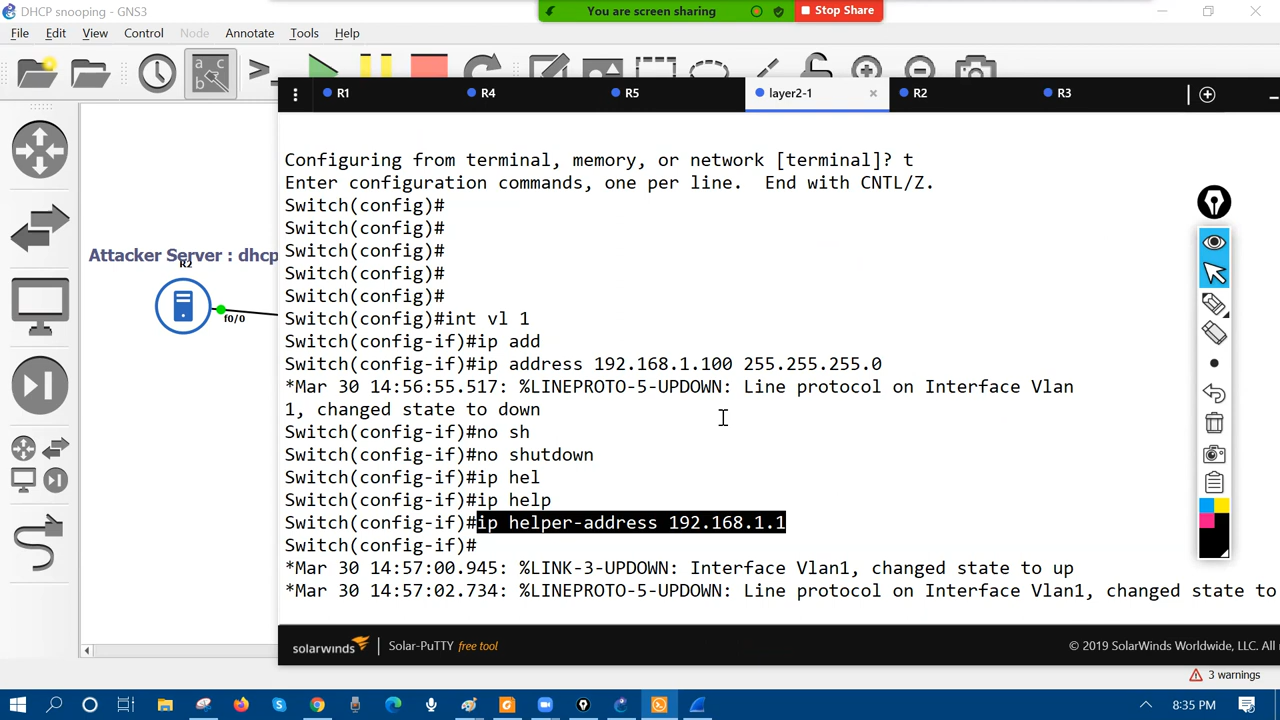 DHCP snooping - GNS3
You are screen sharing
Stop Share
File Edit View Control Node Annotate Tools Help
R1 R4 R5 layer2-1 R2 R3
Configuring from terminal, memory, or network [terminal]? t
Enter configuration commands, one per line. End with CNTL/Z.
Switch(config)#
Switch(config)#
Switch(config)#
Switch(config)#
Switch(config)#
Switch(config)#int vl 1
Switch(config-if)#ip add
Switch(config-if)#ip address 192.168.1.100 255.255.255.0
*Mar 30 14:56:55.517: %LINEPROTO-5-UPDOWN: Line protocol on Interface Vlan
1, changed state to down
Switch(config-if)#no sh
Switch(config-if)#no shutdown
Switch(config-if)#ip hel
Switch(config-if)#ip help
Switch(config-if)#ip helper-address 192.168.1.1
Switch(config-if)#
*Mar 30 14:57:00.945: %LINK-3-UPDOWN: Interface Vlan1, changed state to up
*Mar 30 14:57:02.734: %LINEPROTO-5-UPDOWN: Line protocol on Interface Vlan1, changed state to
Attacker Server : dhcp
R2
f0/0
solarwinds Solar-PuTTY free tool
© 2019 SolarWinds Worldwide, LLC. All
3 warnings
8:35 PM